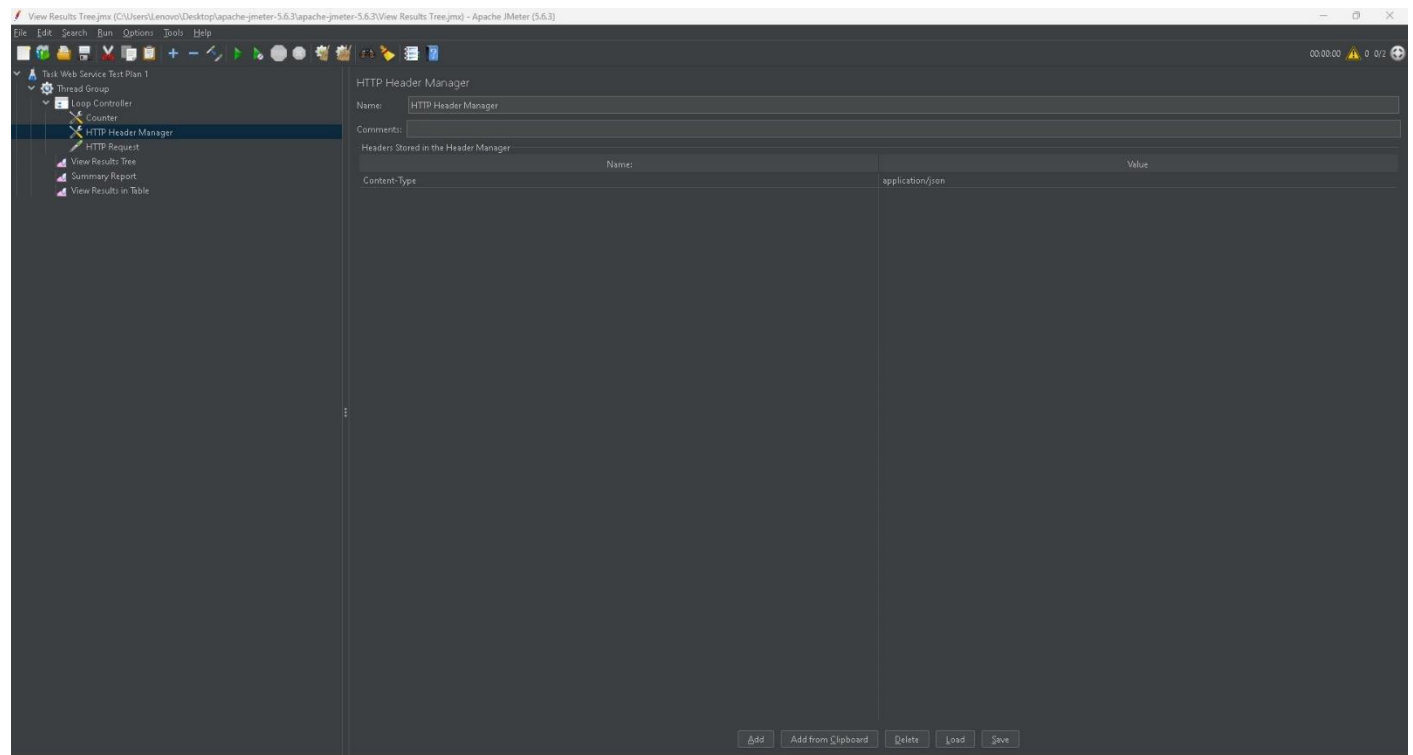 View Results Tree.jmx (C:\Users\Lenovo\Desktop\apache-jmeter-5.6.3\apache-jmeter-5.6.3\View Results Tree.jmx) - Apache JMeter (5.6.3)
File Edit Search Run Options Tools Help
00:00:00 0 0/2
Task Web Service Test Plan 1
Thread Group
Loop Controller
Counter
HTTP Header Manager
HTTP Request
View Results Tree
Summary Report
View Results in Table
HTTP Header Manager
Name: HTTP Header Manager
Comments:
Headers Stored in the Header Manager
Name: Value
Content-Type application/json
Add Add from Clipboard Delete Load Save